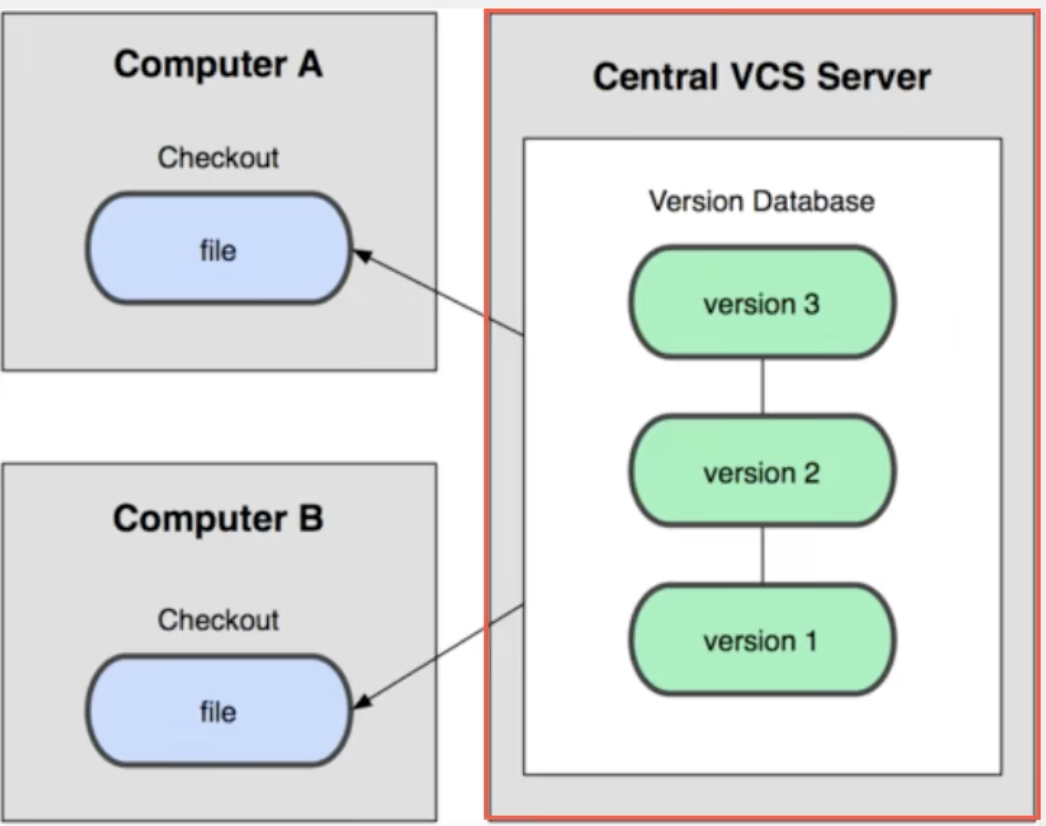 Computer A
Checkout
file
Computer B
Checkout
file
Central VCS Server
Version Database
version 3
version 2
version 1